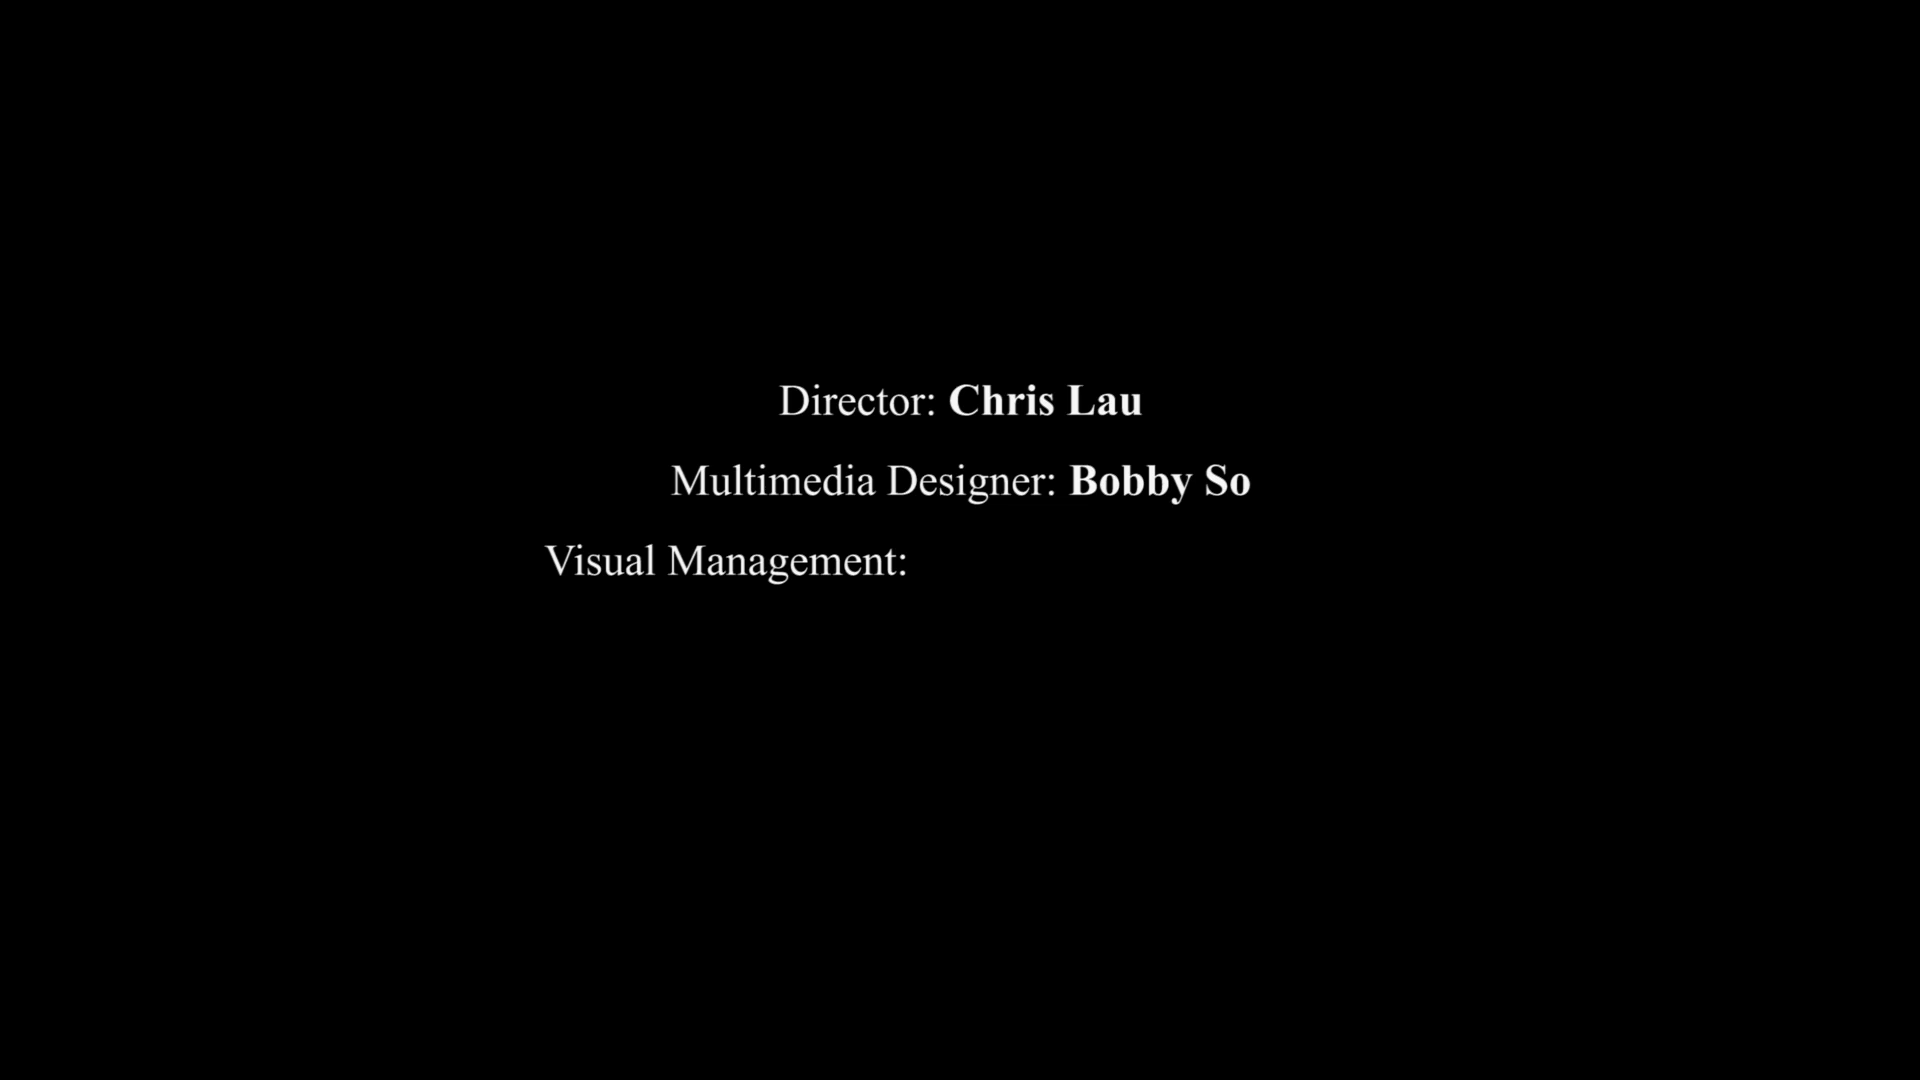 Director: Chris Lau
Multimedia Designer: Bobby So
Visual Management: